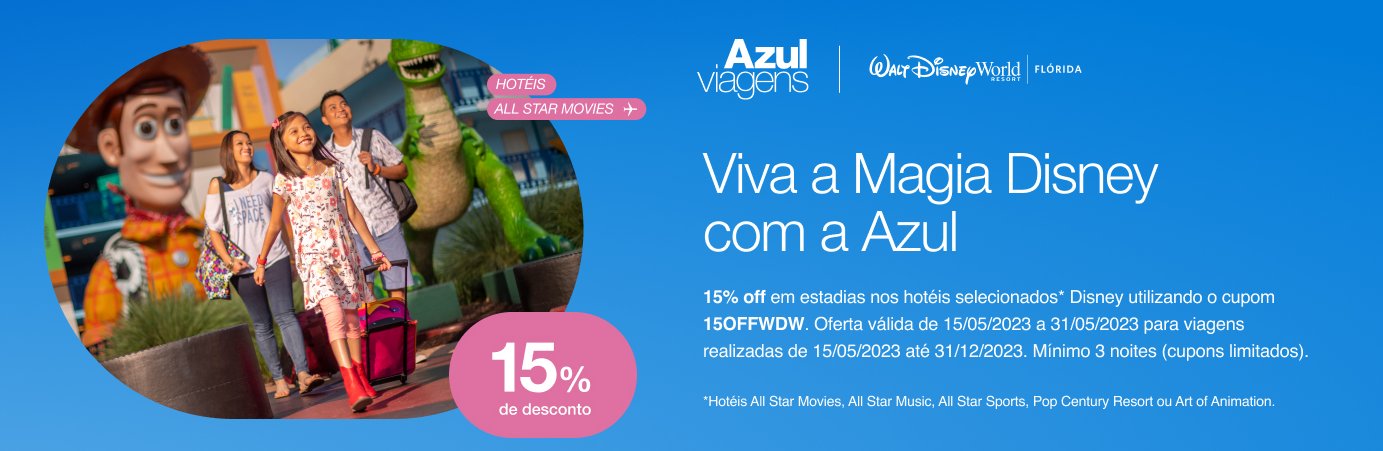 HOTÉIS
ALL STAR MOVIES
I NEED
SPACE
15%
de desconto
Azul
viagens
Walt Disney World
RESORT
FLÓRIDA
Viva a Magia Disney
com a Azul
15% off em estadias nos hotéis selecionados* Disney utilizando o cupom
15OFFWDW. Oferta válida de 15/05/2023 a 31/05/2023 para viagens
realizadas de 15/05/2023 até 31/12/2023. Mínimo 3 noites (cupons limitados).
*Hotéis All Star Movies, All Star Music, All Star Sports, Pop Century Resort ou Art of Animation.